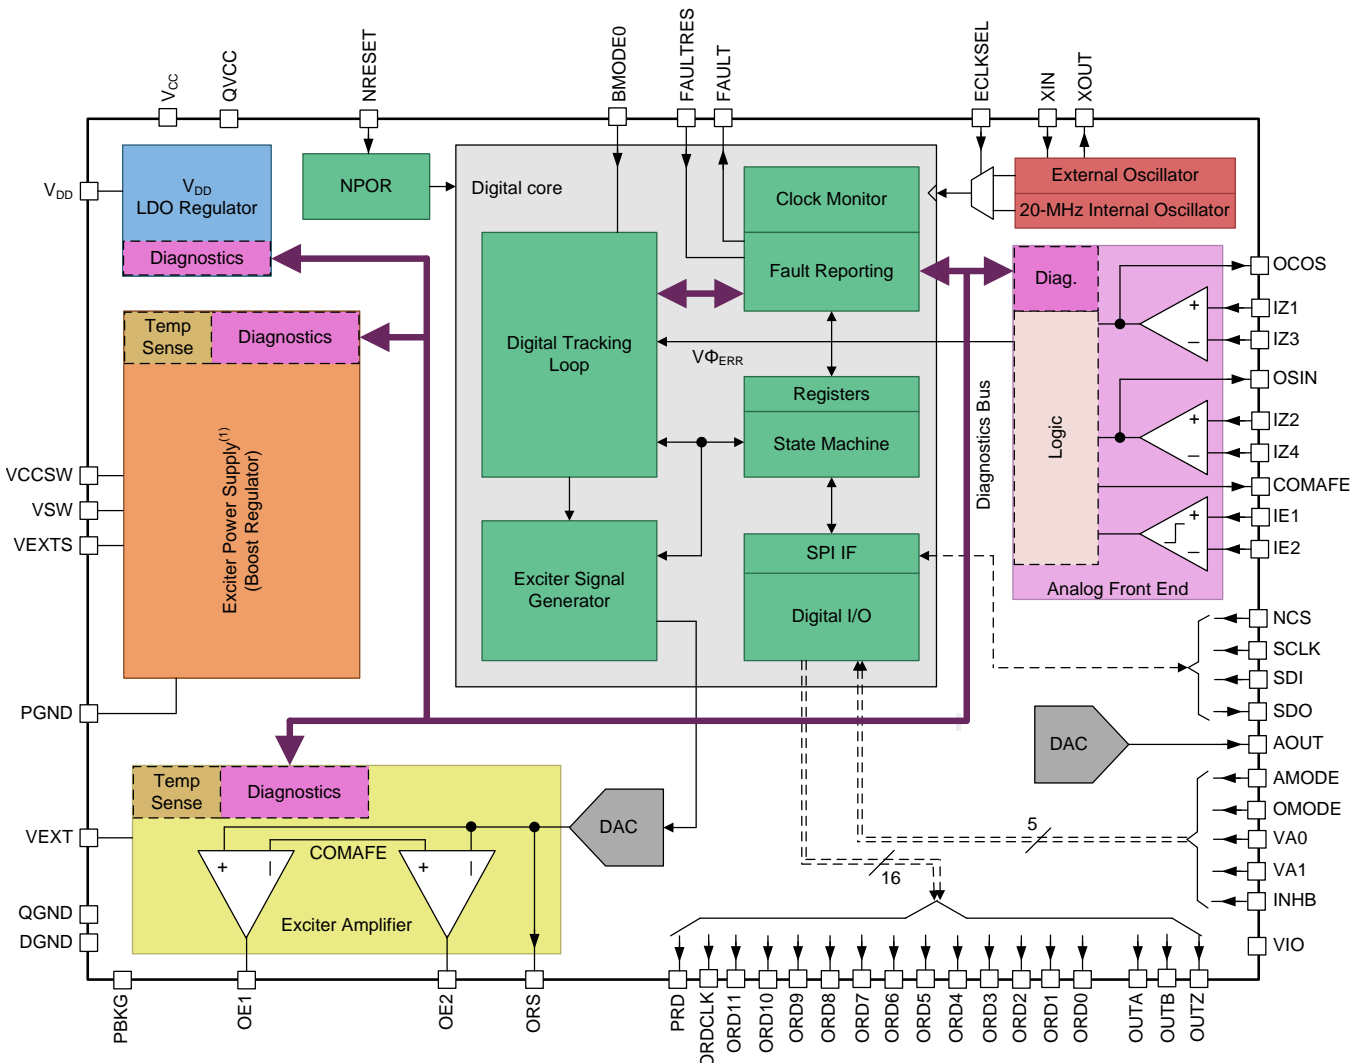 VCC
QVCC
NRESET
BMODE0
FAULTRES
FAULT
ECLKSEL
XIN
XOUT
VDD
VDD
LDO Regulator
Diagnostics
NPOR
Digital core
Clock Monitor
Fault Reporting
External Oscillator
20-MHz Internal Oscillator
Diag.
Logic
Analog Front End
+
−
+
−
+
−
OCOS
IZ1
IZ3
OSIN
IZ2
IZ4
COMAFE
IE1
IE2
Temp
Sense
Diagnostics
Exciter Power Supply(1)
(Boost Regulator)
VCCSW
VSW
VEXTS
PGND
Digital Tracking
Loop
VΦERR
Registers
State Machine
Diagnostics Bus
Exciter Signal
Generator
SPI IF
Digital I/O
NCS
SCLK
SDI
SDO
DAC
AOUT
AMODE
OMODE
VA0
VA1
INHB
VIO
5
16
Temp
Sense
Diagnostics
DAC
COMAFE
+
−
+
−
Exciter Amplifier
VEXT
QGND
DGND
PBKG
OE1
OE2
ORS
PRD
ORDCLK
ORD11
ORD10
ORD9
ORD8
ORD7
ORD6
ORD5
ORD4
ORD3
ORD2
ORD1
ORD0
OUTA
OUTB
OUTZ